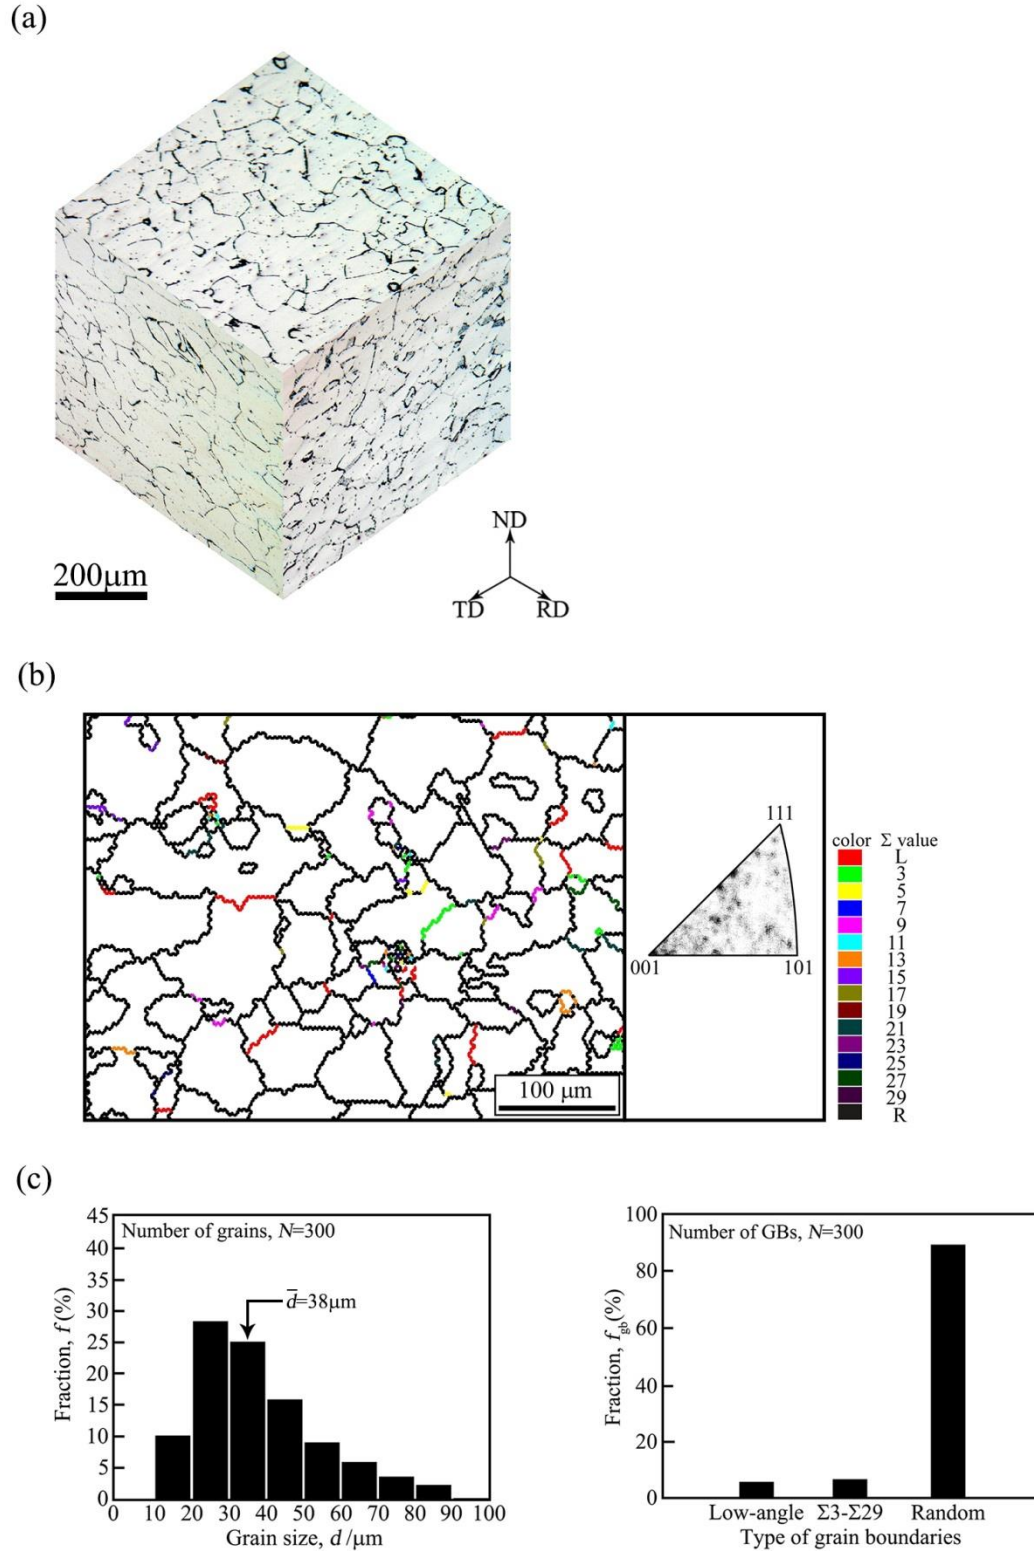 (a)
200μm
ND
TD
RD
(b)
100 μm
111
001
101
color Σ value
L
3
5
7
9
11
13
15
17
19
21
23
25
27
29
R
(c)
45
40
35
30
25
20
15
10
5
0
Number of grains, N=300
d̅=38μm
Fraction, f (%)
0 10 20 30 40 50 60 70 80 90 100
Grain size, d /μm
100
80
60
40
20
0
Number of GBs, N=300
Fraction, fgb(%)
Low-angle Σ3-Σ29 Random
Type of grain boundaries